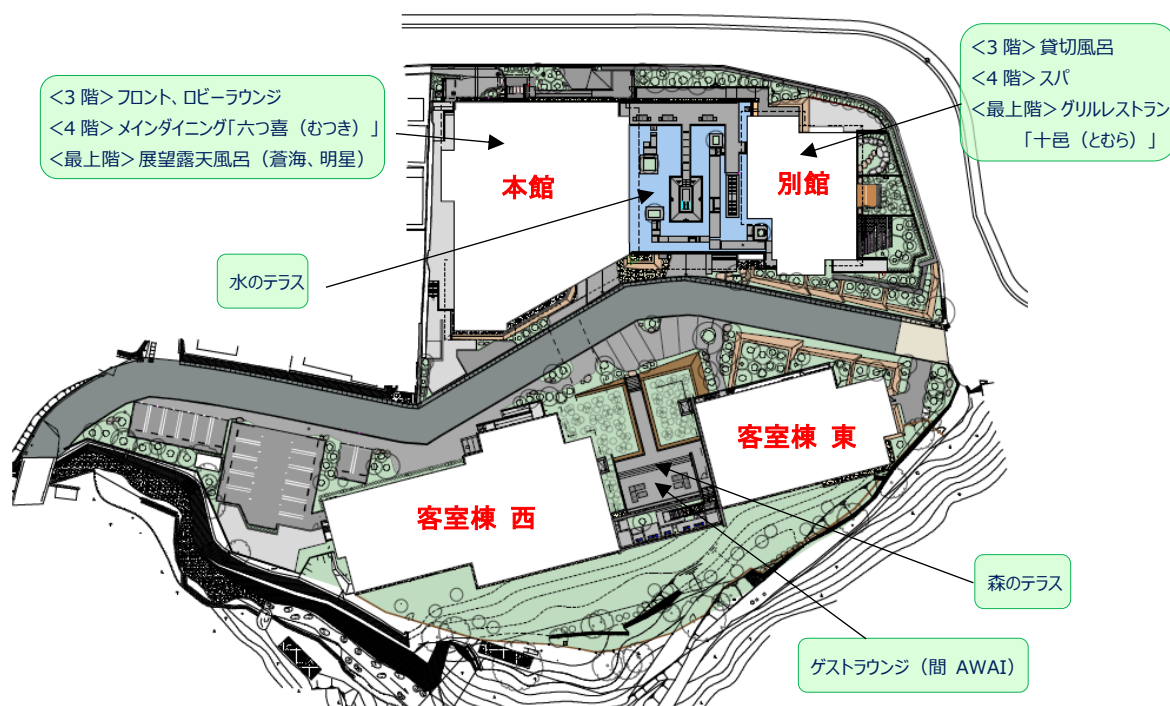 <3 階> フロント、ロビーラウンジ
<4 階> メインダイニング「六つ喜（むつき）」
<最上階> 展望露天風呂（蒼海、明星）
<3 階> 貸切風呂
<4 階> スパ
<最上階> グリルレストラン
「十邑（とむら）」
本館
別館
水のテラス
客室棟 東
客室棟 西
森のテラス
ゲストラウンジ（間 AWAI）